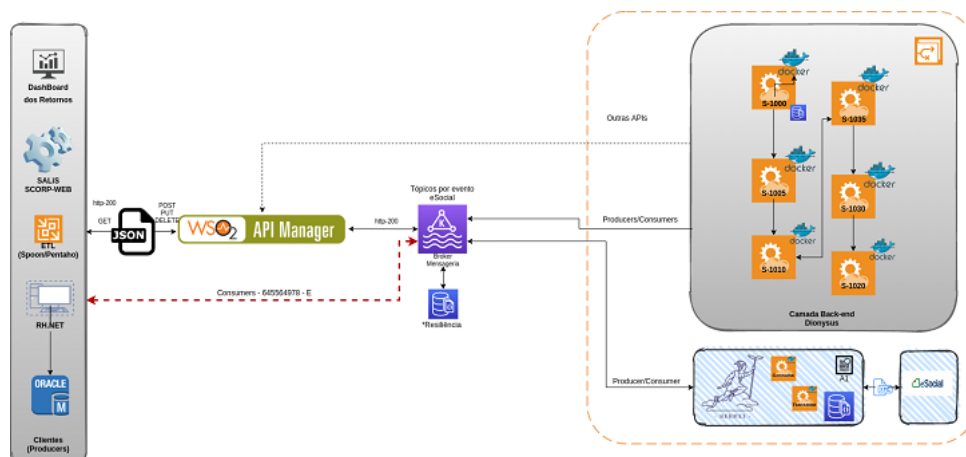 DashBoard
dos Retornos
SALIS
SCORP-WEB
ETL
(Spoon/Pentaho)
RH.NET
ORACLE
M
Clientes
(Producers)
http-200
GET
JSON
POST
PUT
DELETE
WSO2
API Manager
http-200
Tópicos por evento
eSocial
K
Broker
Mensageria
*Resiliência
Consumers - 645564978 - E
Outras APIs
Producers/Consumers
Producer/Consumer
docker
S-1000
docker
S-1005
docker
S-1010
docker
S-1035
docker
S-1030
docker
S-1020
Camada Back-end
Dionysus
A1
eSocial